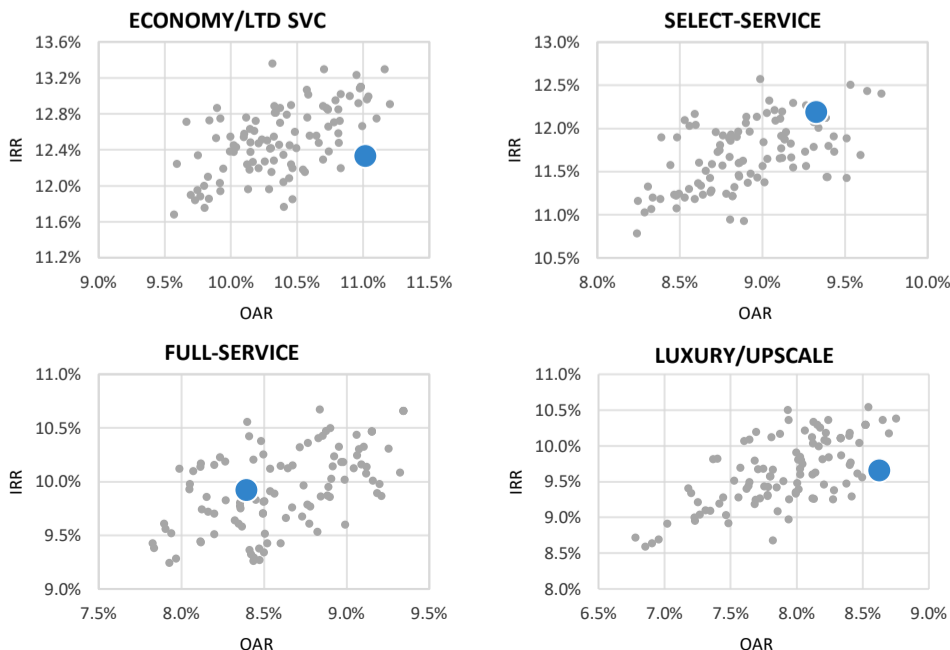 ECONOMY/LTD SVC
13.6%
13.2%
12.8%
12.4%
12.0%
11.6%
11.2%
IRR
9.0% 9.5% 10.0% 10.5% 11.0% 11.5%
OAR
SELECT-SERVICE
13.0%
12.5%
12.0%
11.5%
11.0%
10.5%
IRR
8.0% 8.5% 9.0% 9.5% 10.0%
OAR
FULL-SERVICE
11.0%
10.5%
10.0%
9.5%
9.0%
IRR
7.5% 8.0% 8.5% 9.0% 9.5%
OAR
LUXURY/UPSCALE
11.0%
10.5%
10.0%
9.5%
9.0%
8.5%
8.0%
IRR
6.5% 7.0% 7.5% 8.0% 8.5% 9.0%
OAR